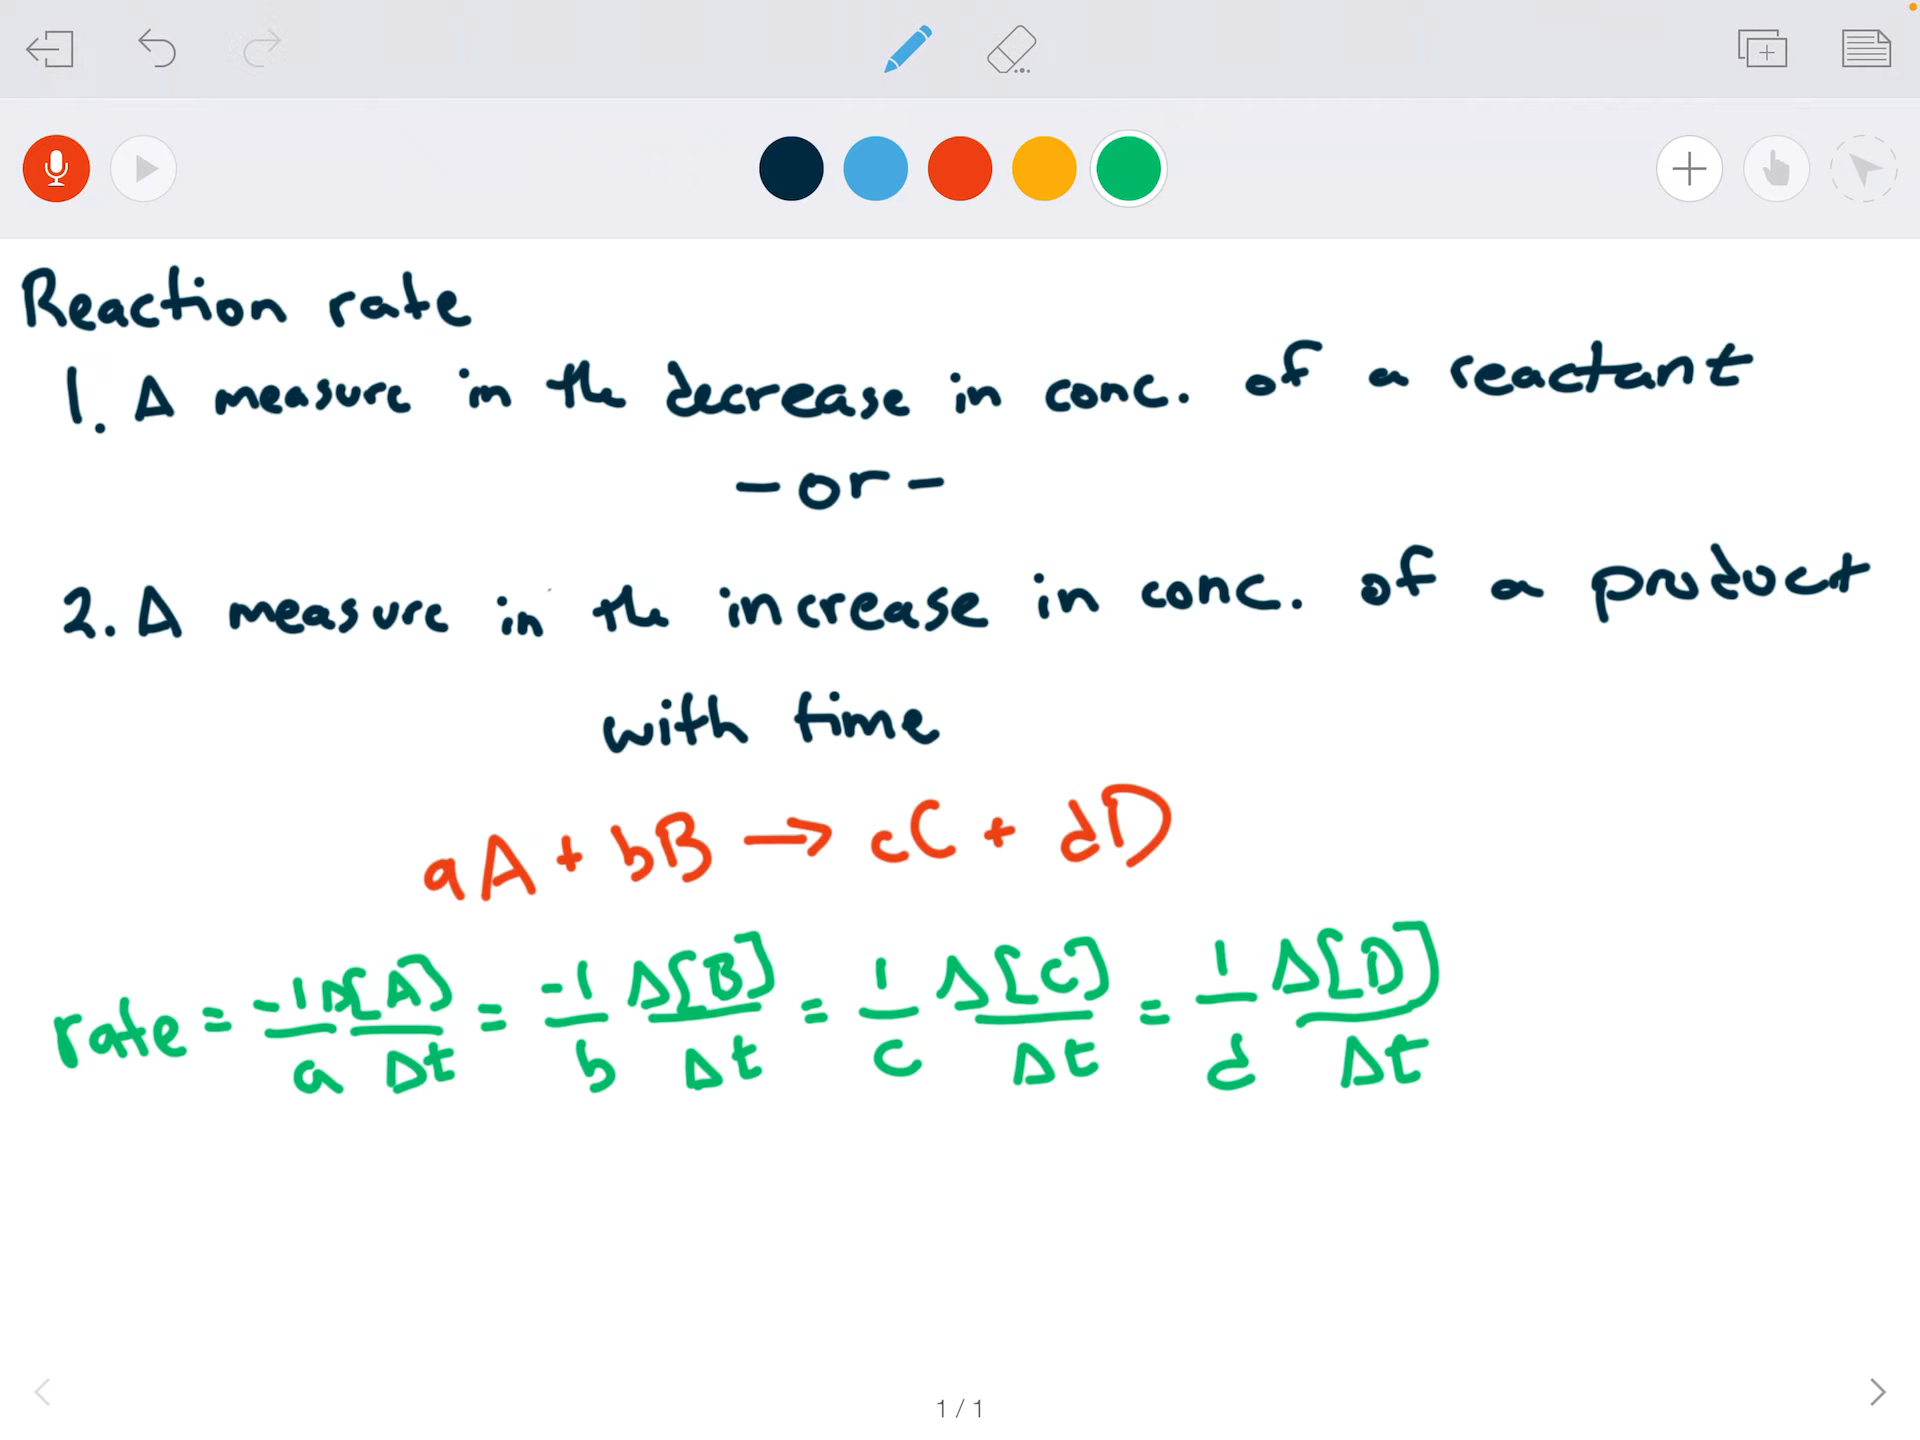 Reaction rate
1. A measure in the decrease in conc. of a reactant
- or -
2. A measure in the increase in conc. of a product
with time
aA + bB → cC + dD
rate = -1/a Δ[A]/Δt = -1/b Δ[B]/Δt = 1/c Δ[C]/Δt = 1/d Δ[D]/Δt
1 / 1